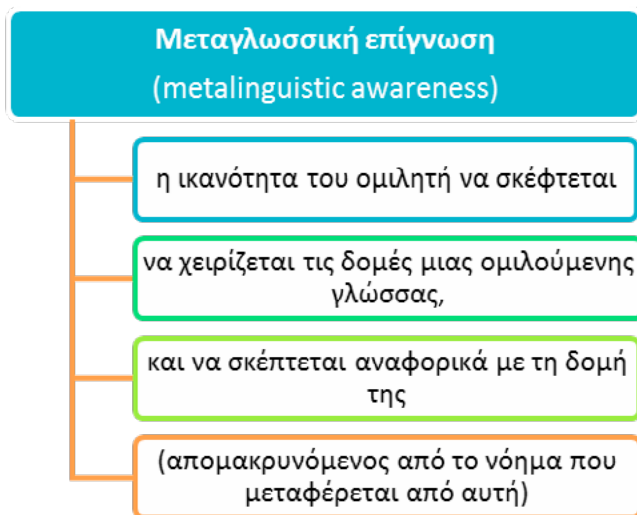 Μεταγλωσσική επίγνωση
(metalinguistic awareness)
η ικανότητα του ομιλητή να σκέφτεται
να χειρίζεται τις δομές μιας ομιλούμενης
γλώσσας,
και να σκέπτεται αναφορικά με τη δομή
της
(απομακρυνόμενος από το νόημα που
μεταφέρεται από αυτή)